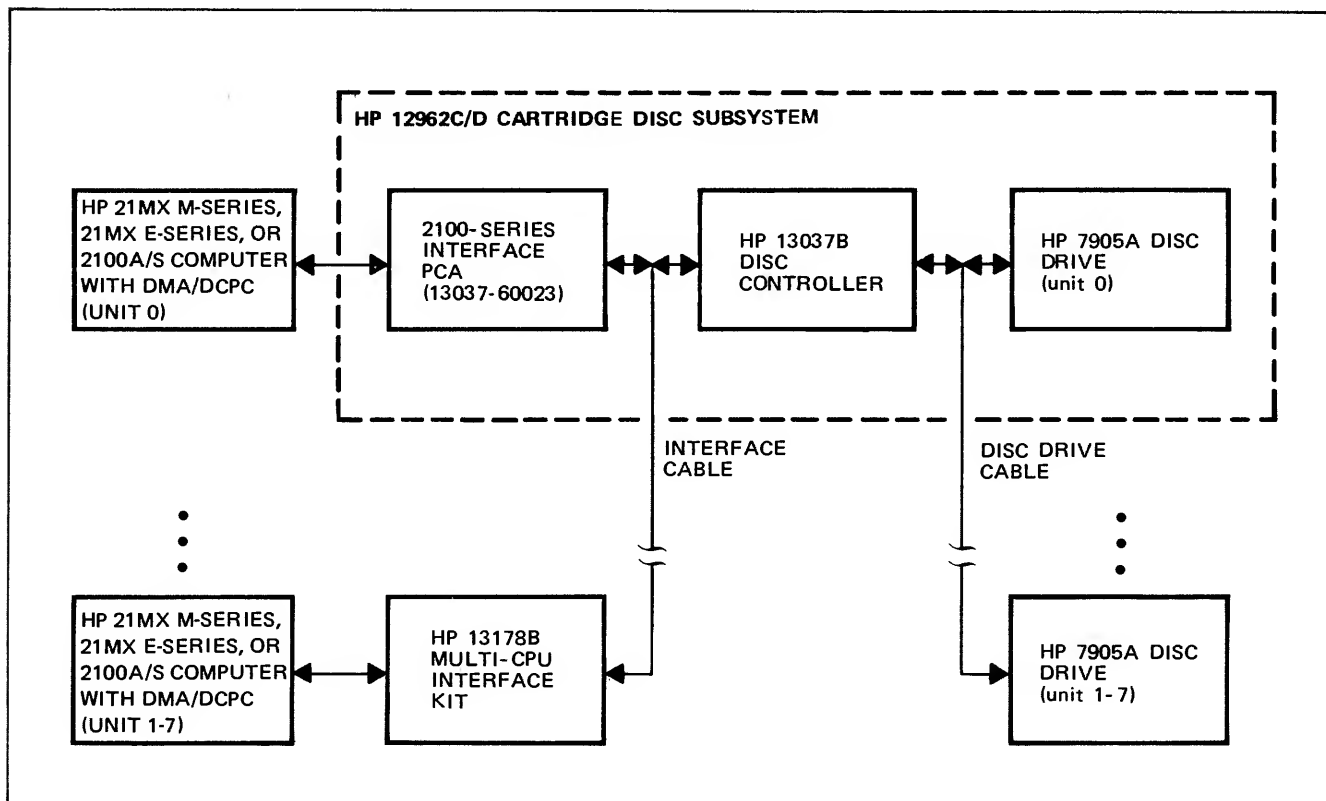 HP 12962C/D CARTRIDGE DISC SUBSYSTEM
HP 21MX M-SERIES,
21MX E-SERIES, OR
2100A/S COMPUTER
WITH DMA/DCPC
(UNIT 0)
2100-SERIES
INTERFACE
PCA
(13037-60023)
HP 13037B
DISC
CONTROLLER
HP 7905A DISC
DRIVE
(unit 0)
INTERFACE
CABLE
DISC DRIVE
CABLE
HP 21MX M-SERIES,
21MX E-SERIES, OR
2100A/S COMPUTER
WITH DMA/DCPC
(UNIT 1-7)
HP 13178B
MULTI-CPU
INTERFACE
KIT
HP 7905A DISC
DRIVE
(unit 1-7)